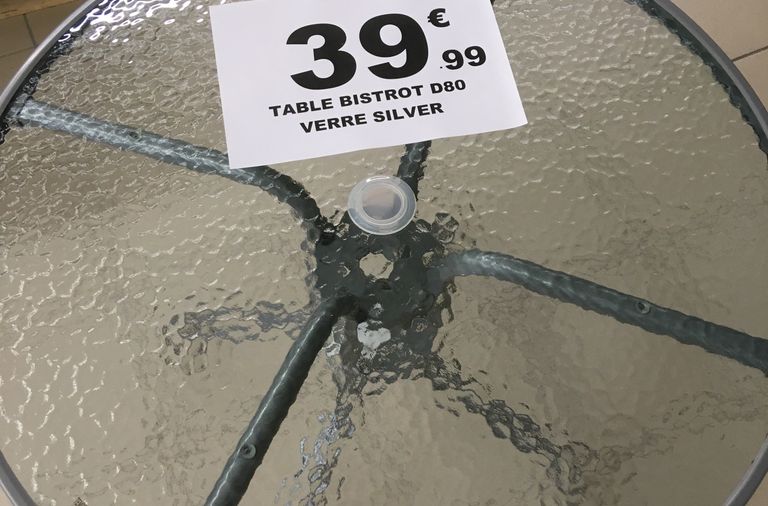 39€.99
TABLE BISTROT D80
VERRE SILVER